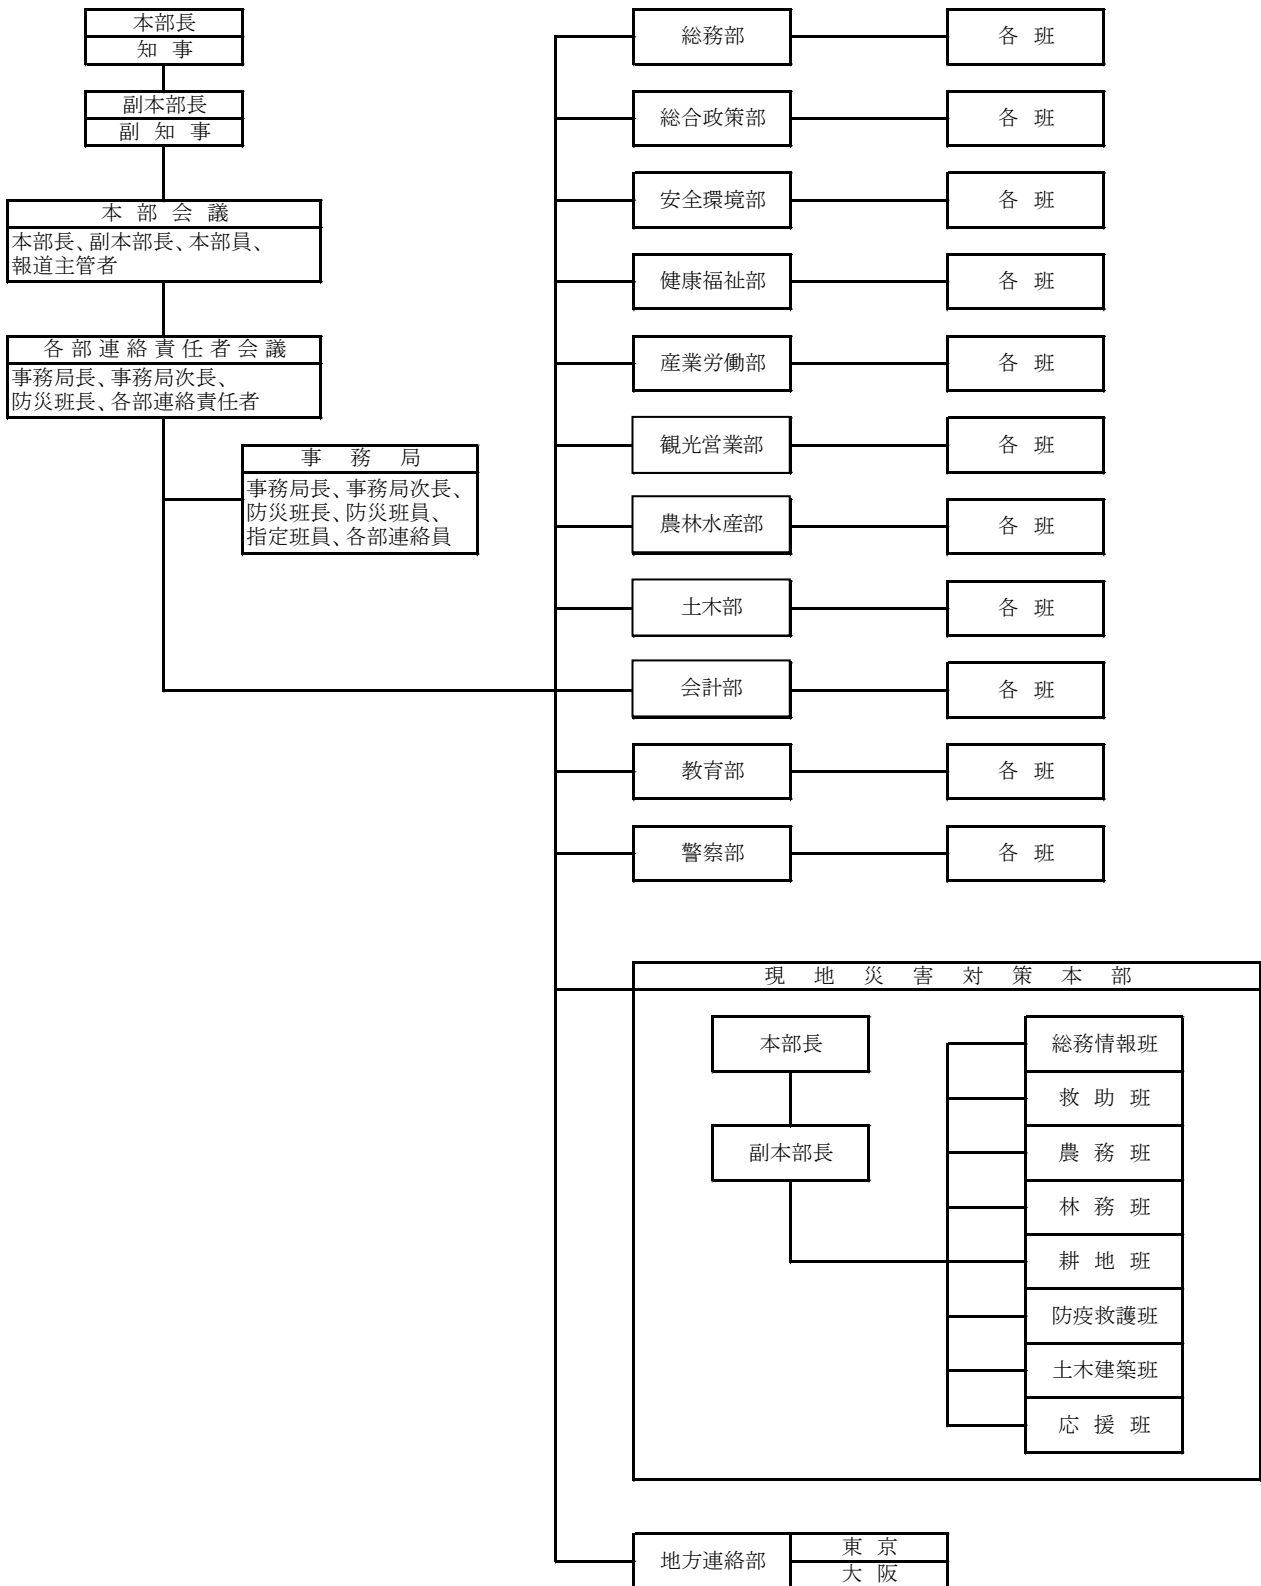 本部長
知 事
副本部長
副 知 事
本 部 会 議
本部長、副本部長、本部員、
報道主管者
各 部 連 絡 責 任 者 会 議
事務局長、事務局次長、
防災班長、各部連絡責任者
事 務 局
事務局長、事務局次長、
防災班長、防災班員、
指定班員、各部連絡員
総務部
各 班
総合政策部
各 班
安全環境部
各 班
健康福祉部
各 班
産業労働部
各 班
観光営業部
各 班
農林水産部
各 班
土木部
各 班
会計部
各 班
教育部
各 班
警察部
各 班
現 地 災 害 対 策 本 部
本部長
副本部長
総務情報班
救 助 班
農 務 班
林 務 班
耕 地 班
防疫救護班
土木建築班
応 援 班
地方連絡部
東 京
大 阪